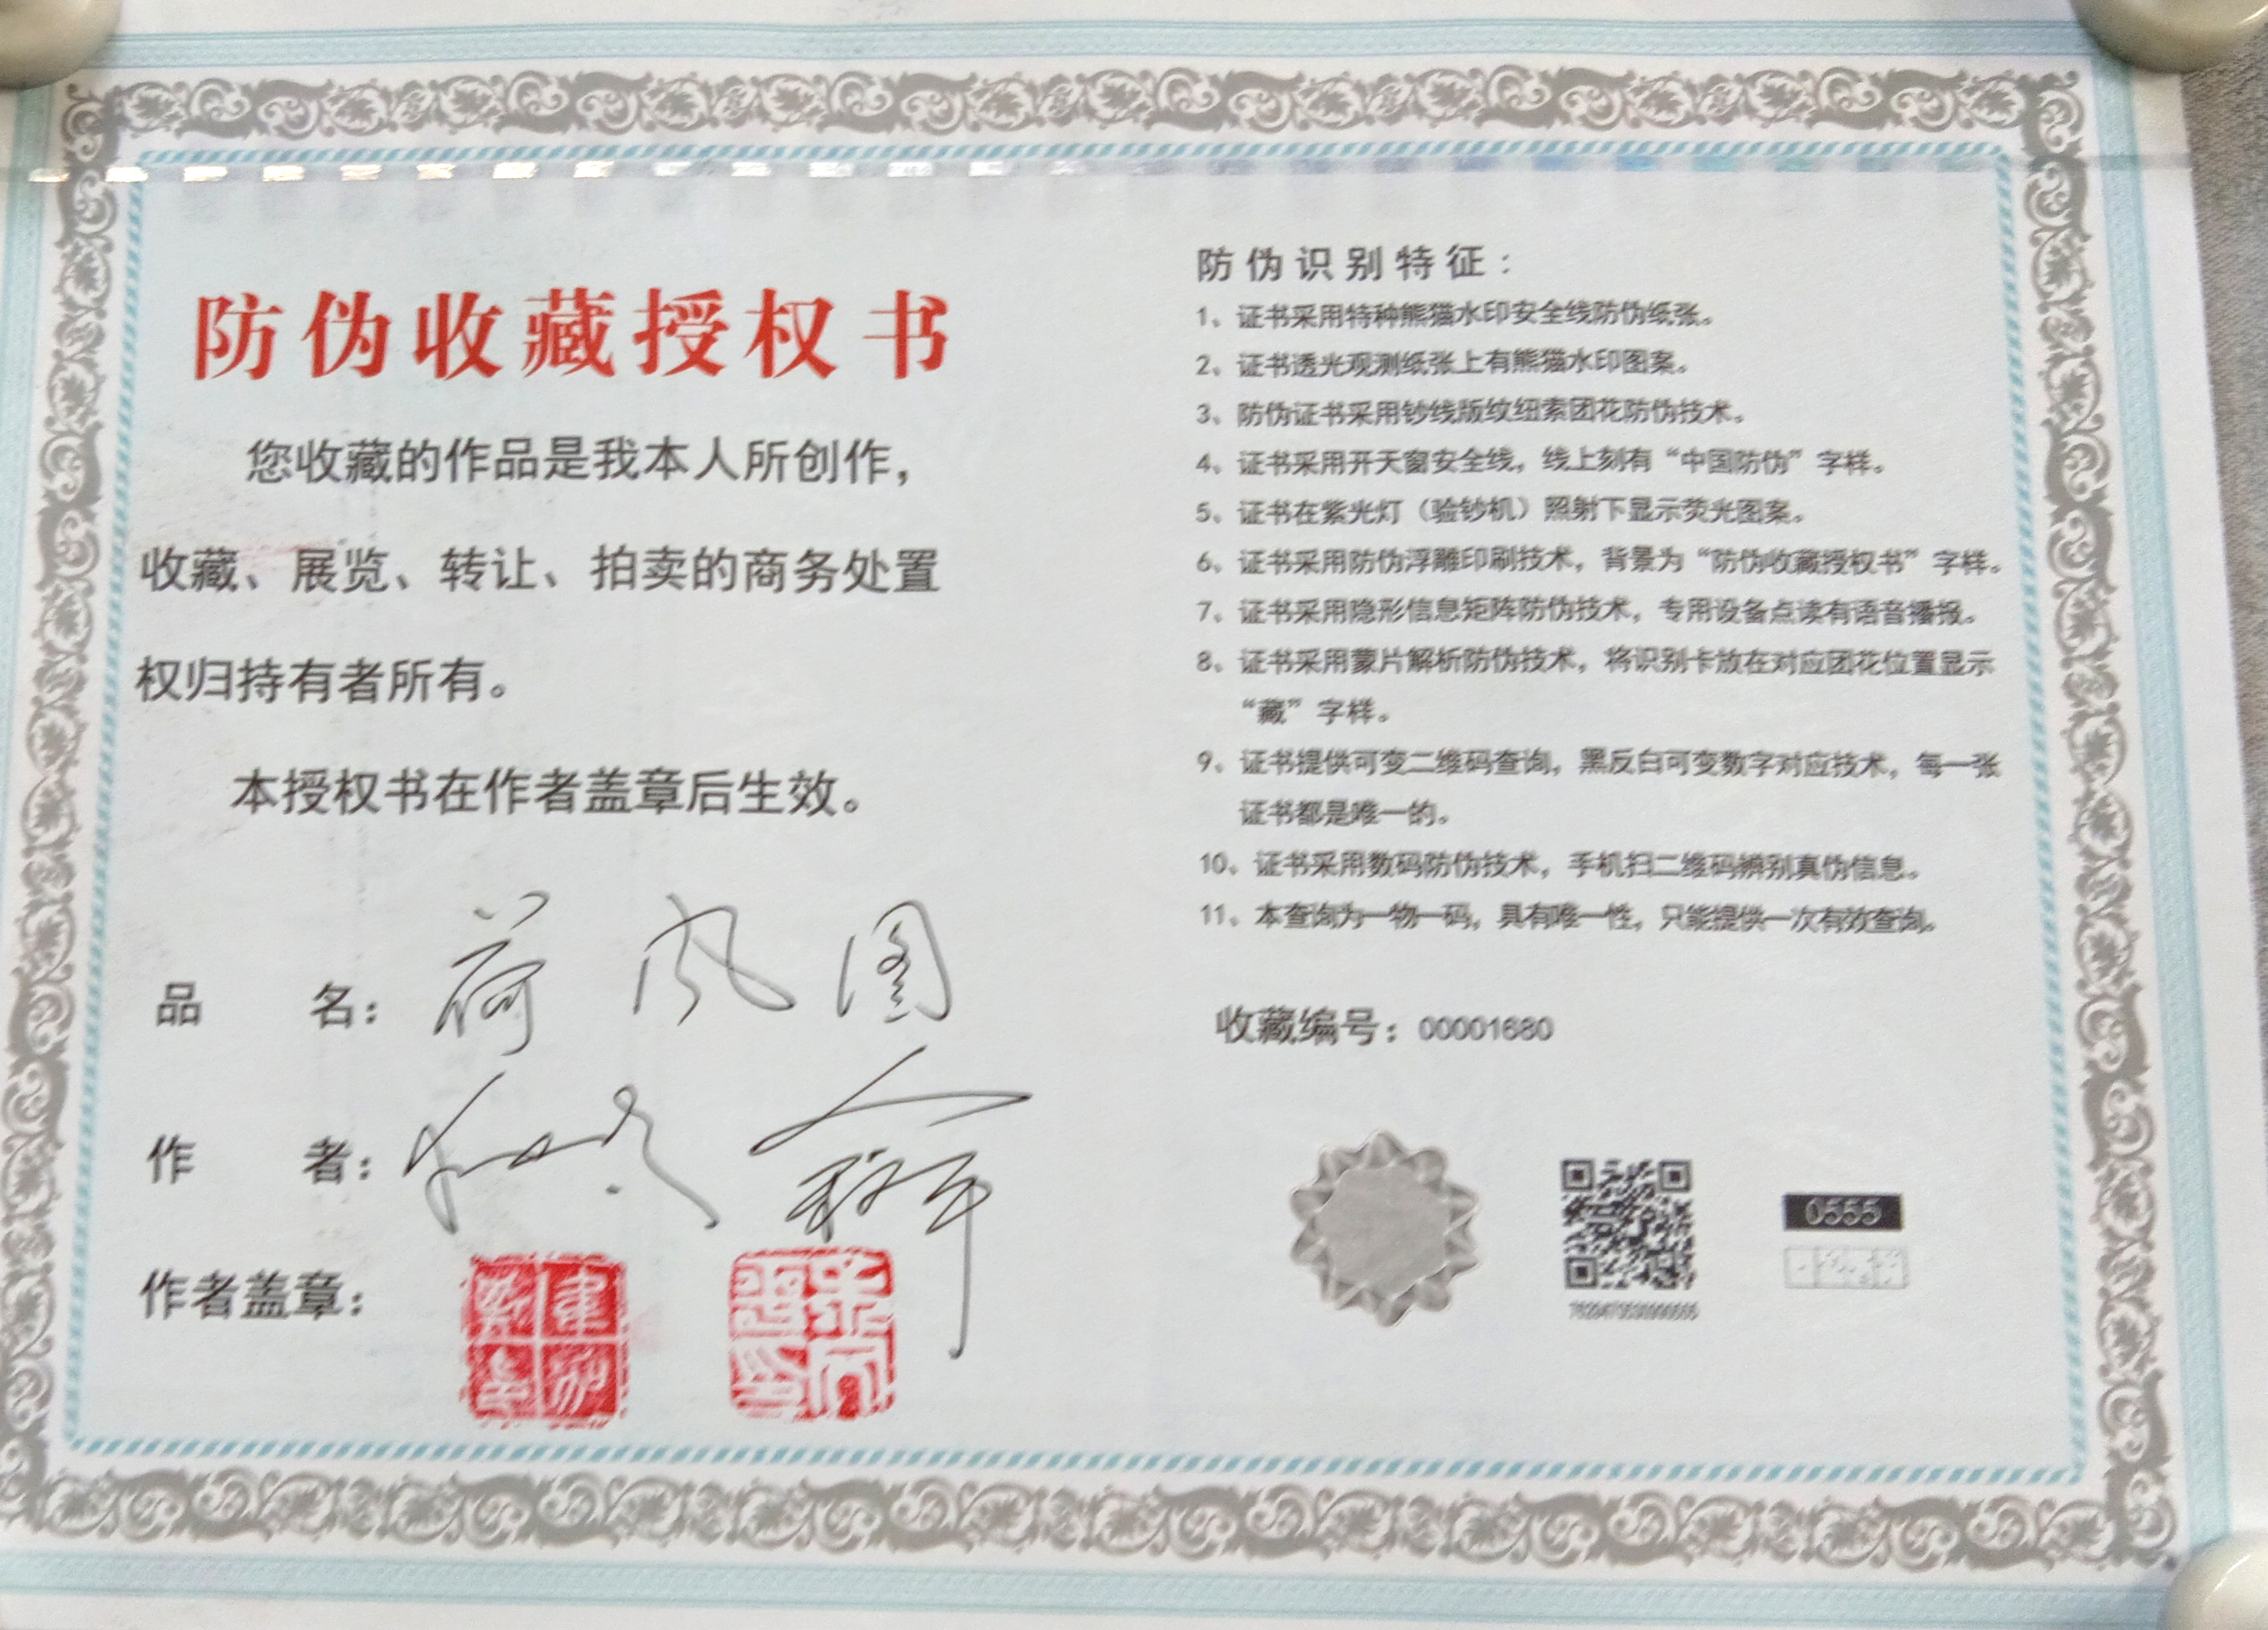 防伪收藏授权书
您收藏的作品是我本人所创作，
收藏、展览、转让、拍卖的商务处置
权归持有者所有。
本授权书在作者盖章后生效。
品 名：荷风图
作 者：
作者盖章：
防伪识别特征：
1、证书采用特种熊猫水印安全线防伪纸张。
2、证书透光观测纸张上有熊猫水印图案。
3、防伪证书采用钞线版纹纽索团花防伪技术。
4、证书采用开天窗安全线，线上刻有“中国防伪”字样。
5、证书在紫光灯（验钞机）照射下显示荧光图案。
6、证书采用防伪浮雕印刷技术，背景为“防伪收藏授权书”字样。
7、证书采用隐形信息矩阵防伪技术，专用设备点读有语音播报。
8、证书采用蒙片解析防伪技术，将识别卡放在对应团花位置显示
“藏”字样。
9、证书提供可变二维码查询，黑反白可变数字对应技术，每一张
证书都是唯一的。
10、证书采用数码防伪技术，手机扫二维码辨别真伪信息。
11、本查询为一物一码，具有唯一性，只能提供一次有效查询。
收藏编号：00001680
0555